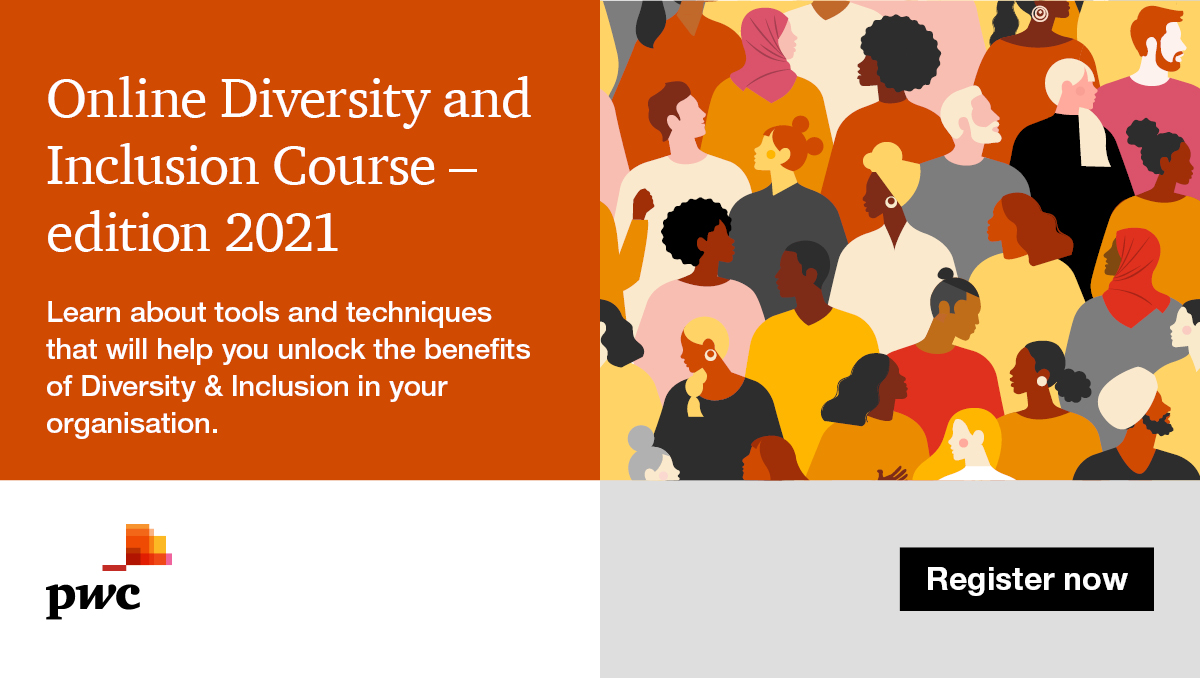 Online Diversity and
Inclusion Course –
edition 2021
Learn about tools and techniques
that will help you unlock the benefits
of Diversity & Inclusion in your
organisation.
pwc
Register now